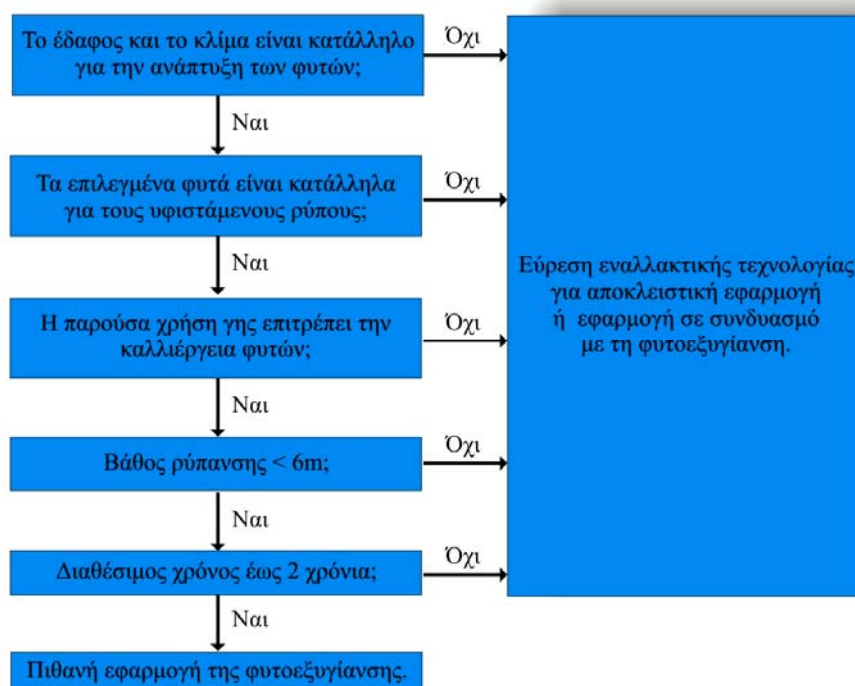 Το έδαφος και το κλίμα είναι κατάλληλο
για την ανάπτυξη των φυτών;
Όχι
Ναι
Τα επιλεγμένα φυτά είναι κατάλληλα
για τους υφιστάμενους ρύπους;
Όχι
Ναι
Εύρεση εναλλακτικής τεχνολογίας
για αποκλειστική εφαρμογή
ή εφαρμογή σε συνδυασμό
με τη φυτοεξυγίανση.
Η παρούσα χρήση γης επιτρέπει την
καλλιέργεια φυτών;
Όχι
Ναι
Βάθος ρύπανσης < 6m;
Όχι
Ναι
Διαθέσιμος χρόνος έως 2 χρόνια;
Όχι
Ναι
Πιθανή εφαρμογή της φυτοεξυγίανσης.